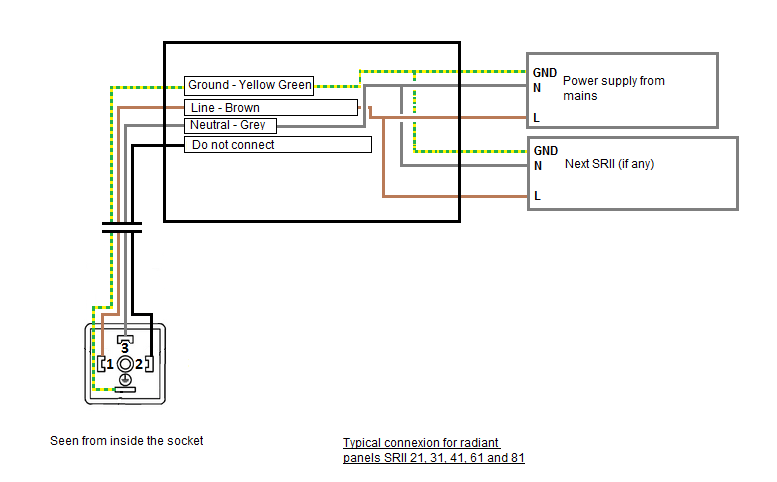 Ground - Yellow Green
Line - Brown
Neutral - Grey
Do not connect
GND
N
L
Power supply from
mains
GND
N
L
Next SRII (if any)
3
1
2
Seen from inside the socket
Typical connexion for radiant
panels SRII 21, 31, 41, 61 and 81